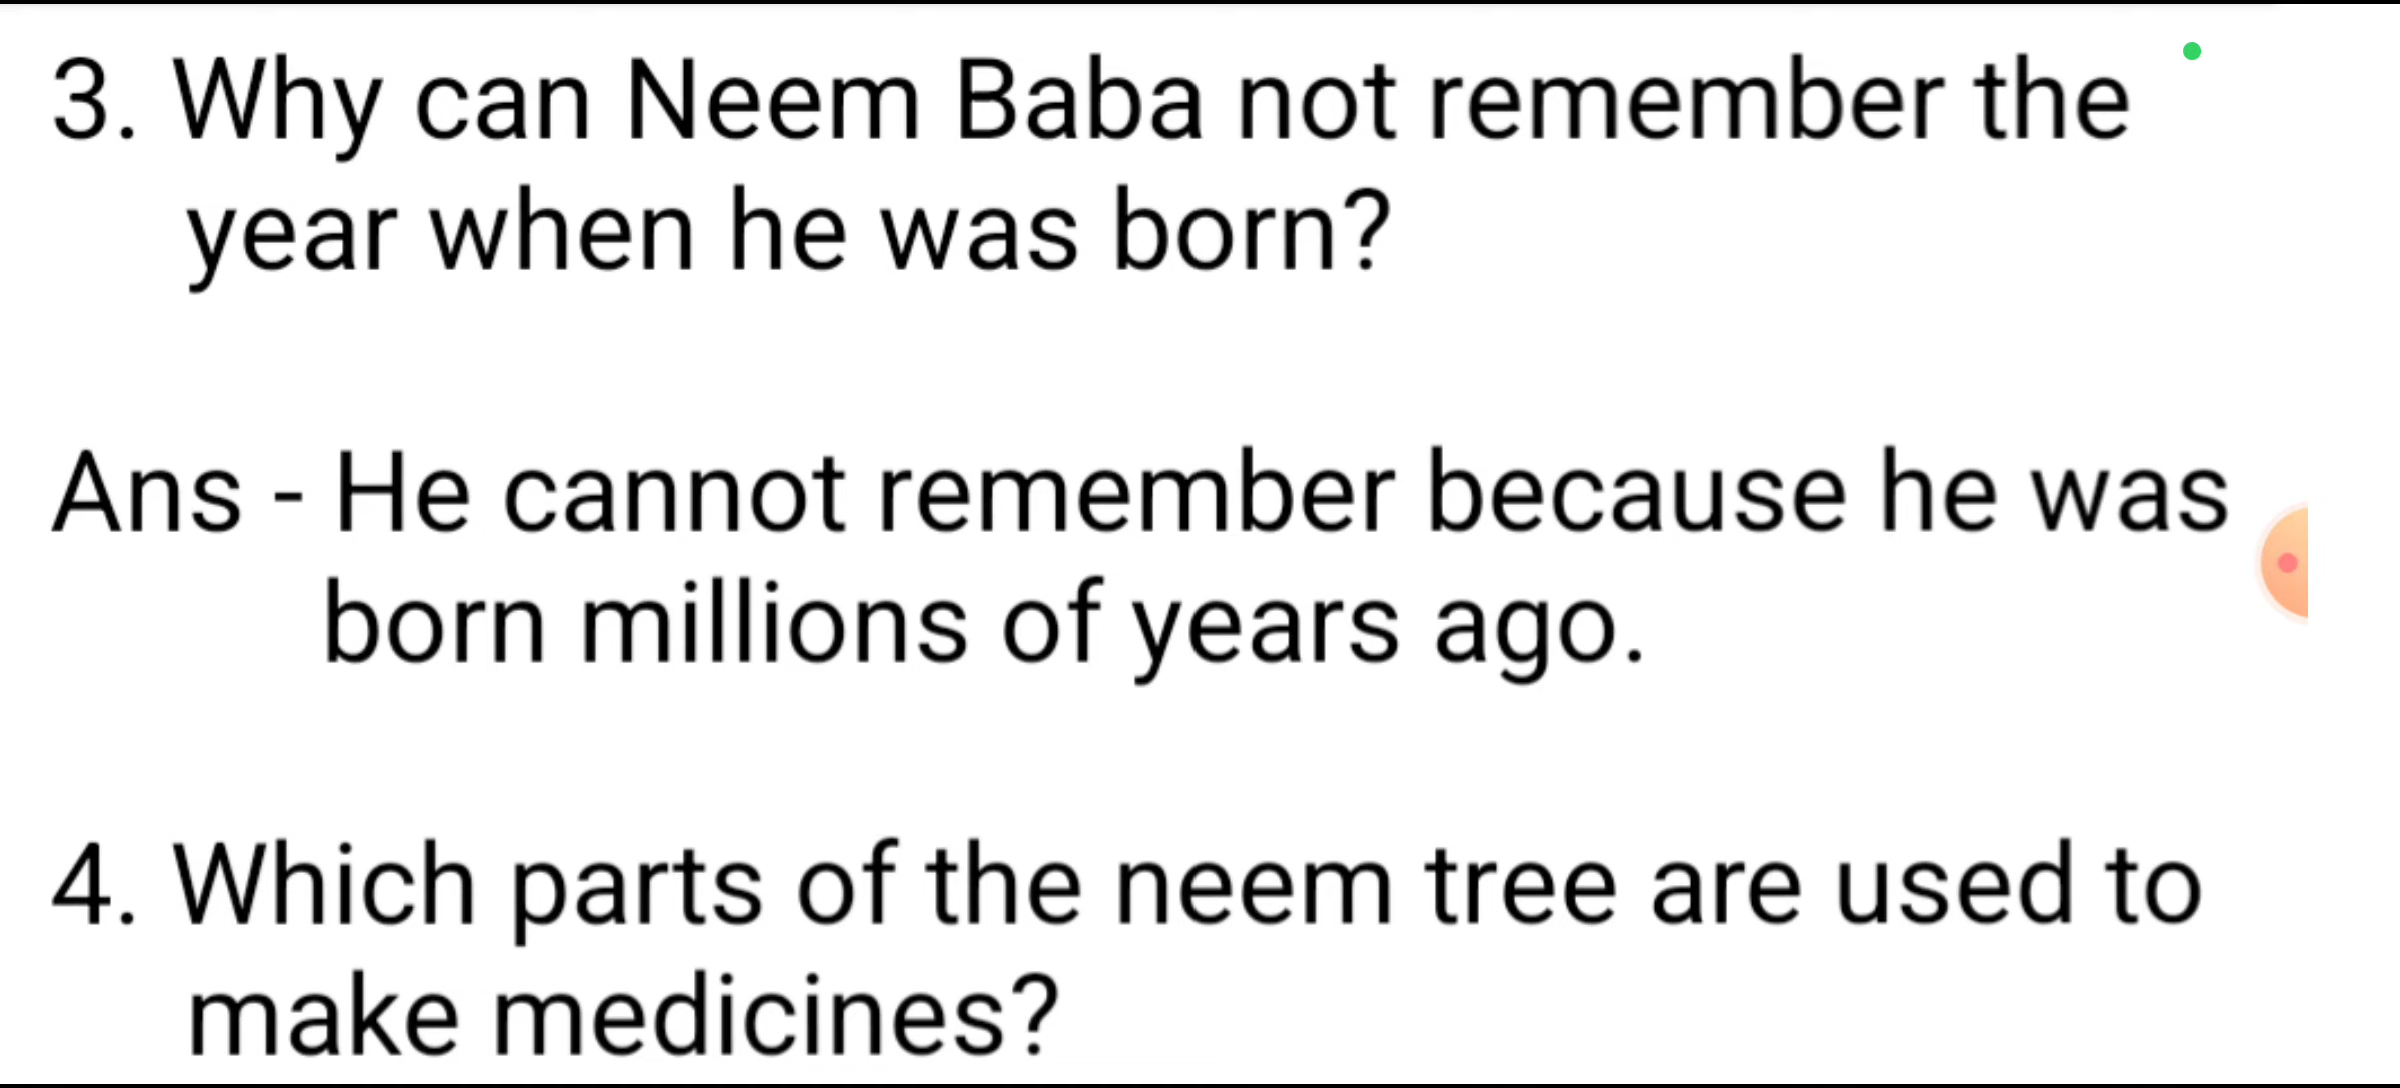 3. Why can Neem Baba not remember the
year when he was born?
Ans - He cannot remember because he was
born millions of years ago.
4. Which parts of the neem tree are used to
make medicines?